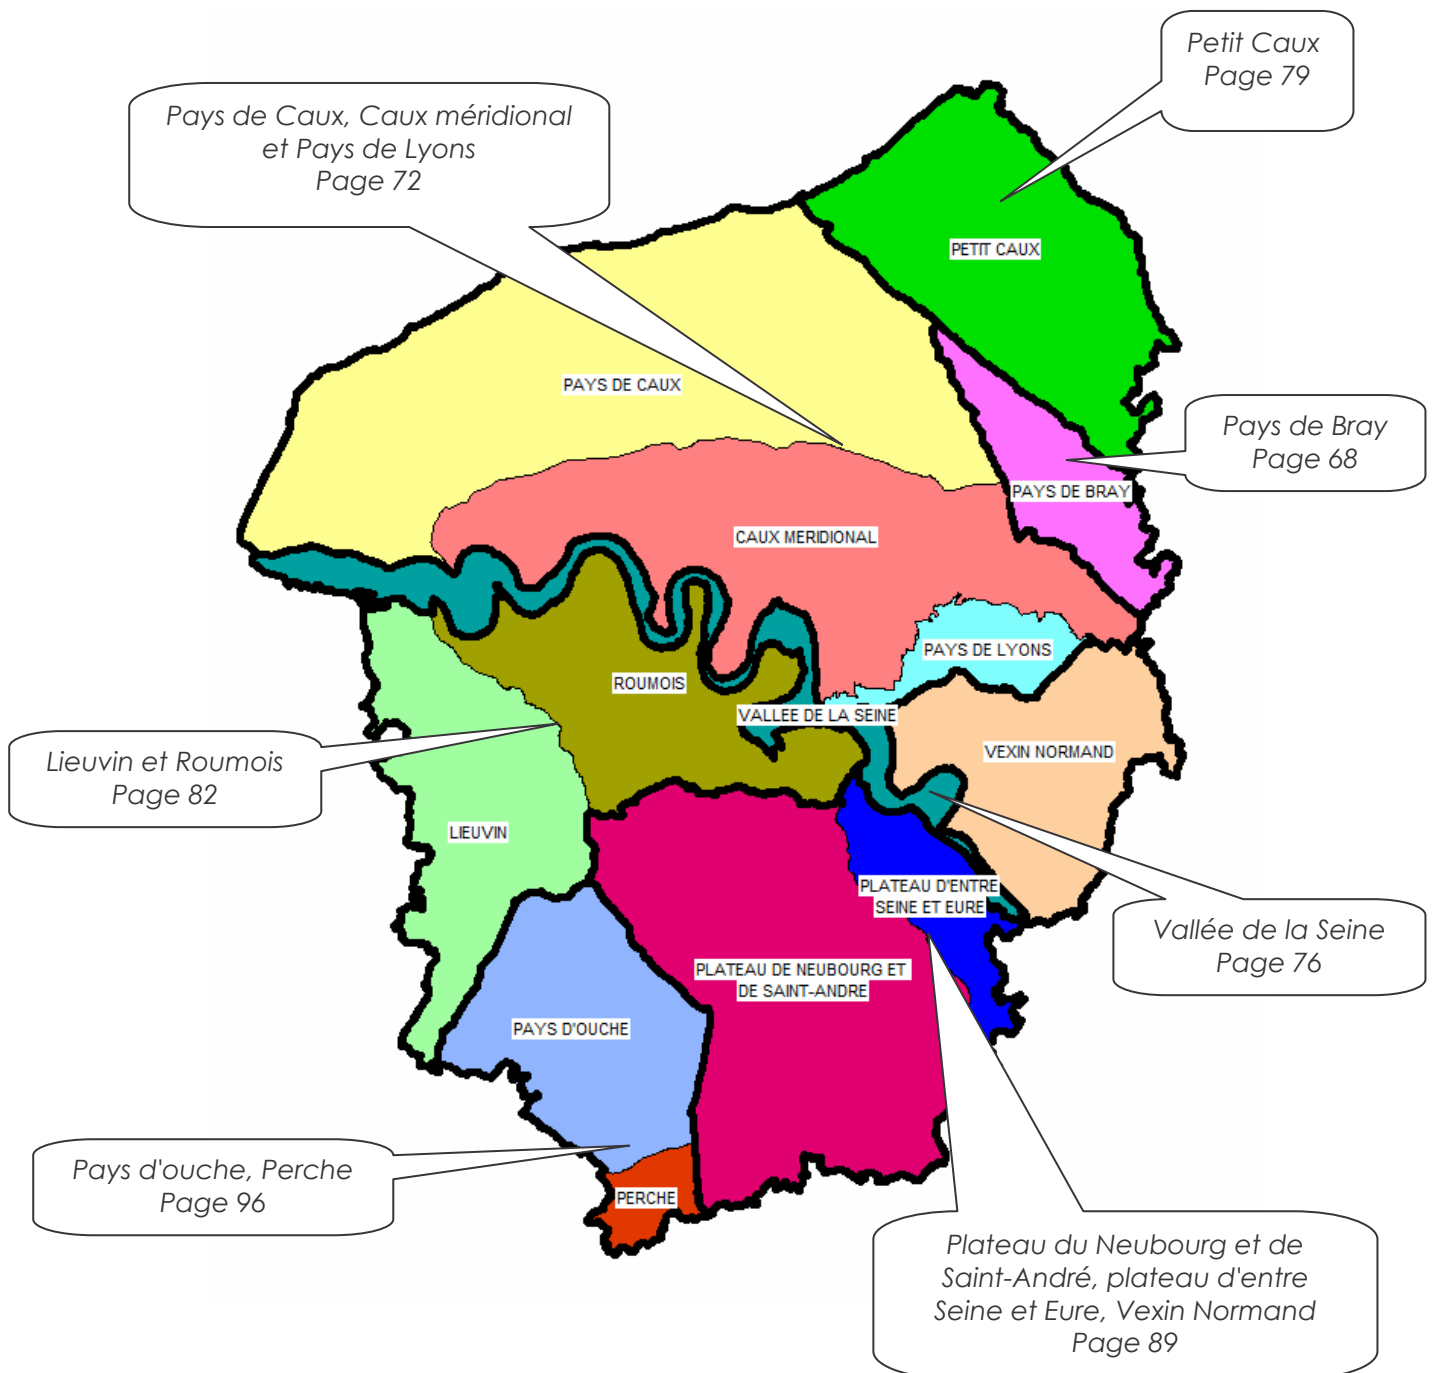 Petit Caux
Page 79
Pays de Caux, Caux méridional
et Pays de Lyons
Page 72
PETIT CAUX
PAYS DE CAUX
Pays de Bray
Page 68
PAYS DE BRAY
CAUX MERIDIONAL
PAYS DE LYONS
ROUMOIS
VALLEE DE LA SEINE
VEXIN NORMAND
Lieuvin et Roumois
Page 82
LIEUVIN
PLATEAU D'ENTRE
SEINE ET EURE
Vallée de la Seine
Page 76
PLATEAU DE NEUBOURG ET
DE SAINT-ANDRE
PAYS D'OUCHE
Pays d'ouche, Perche
Page 96
PERCHE
Plateau du Neubourg et de
Saint-André, plateau d'entre
Seine et Eure, Vexin Normand
Page 89